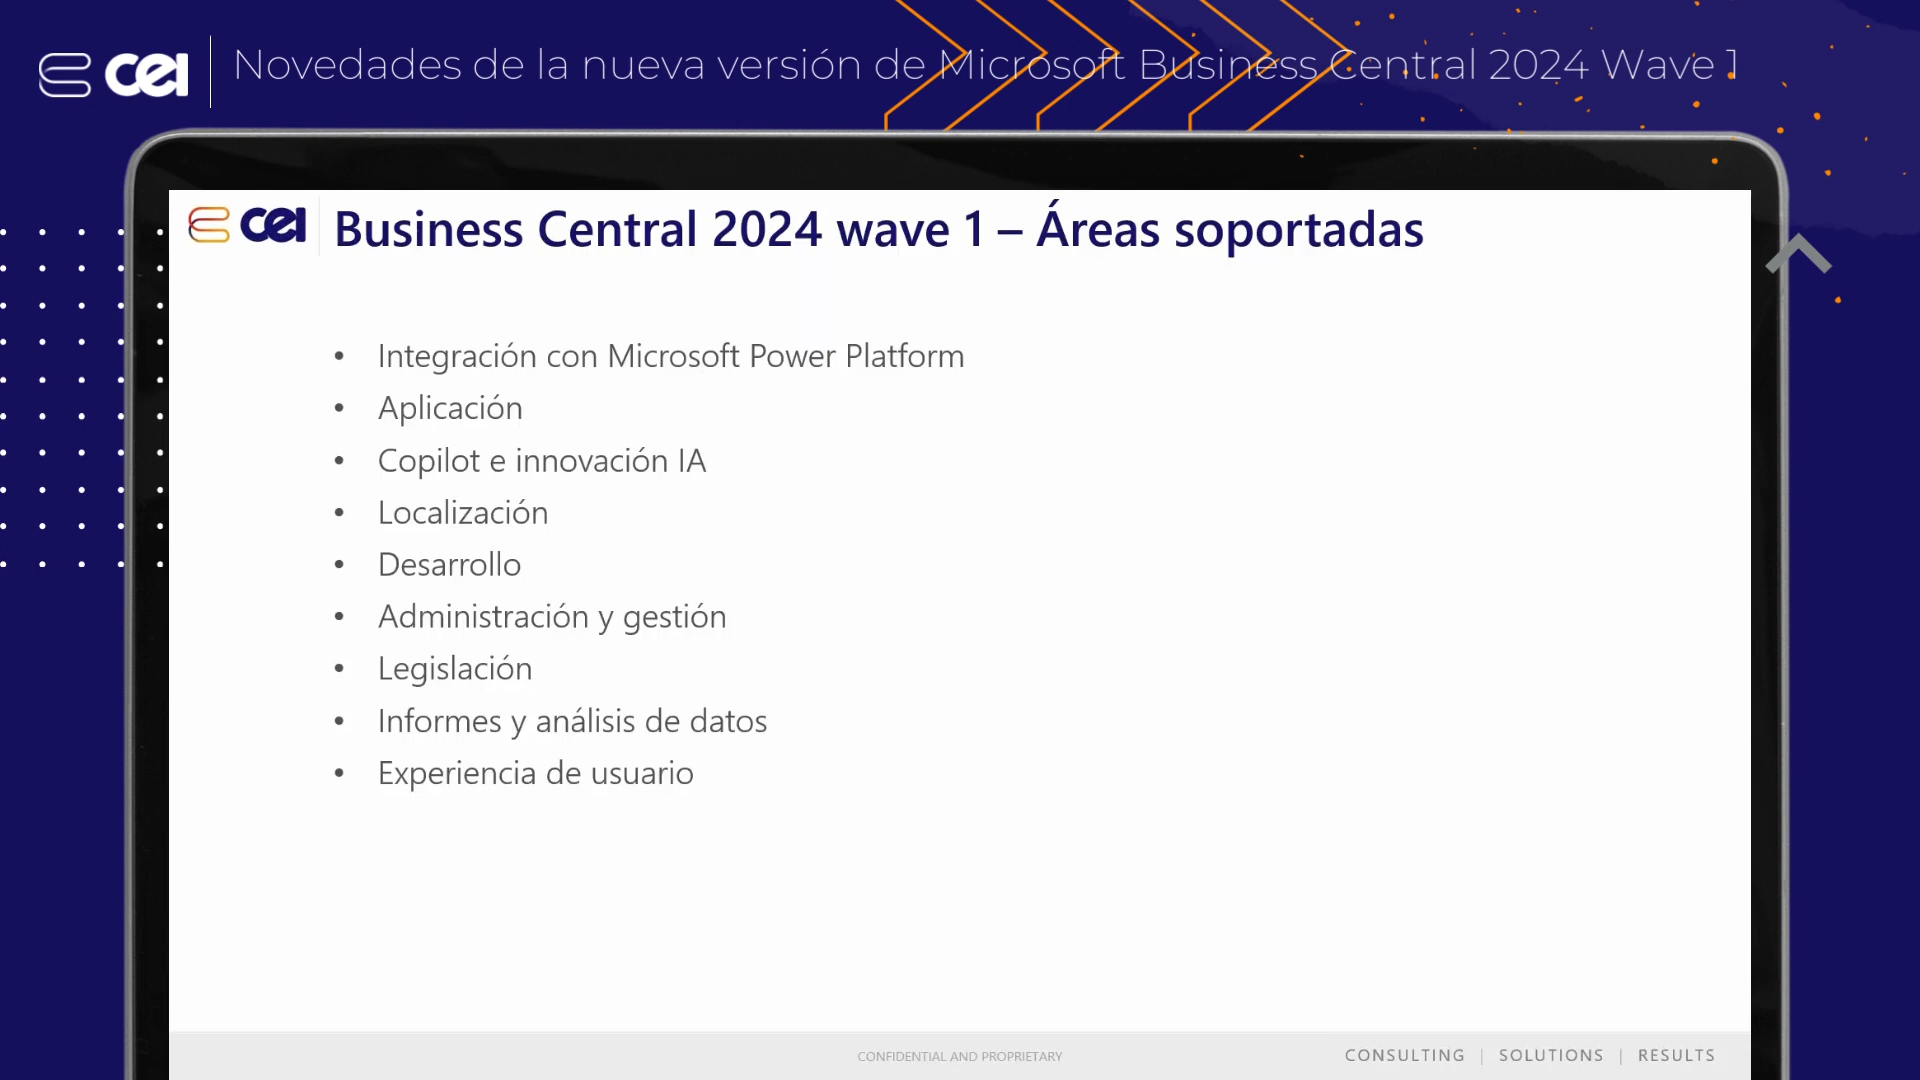 cei
Novedades de la nueva versión de Microsoft Business Central 2024 Wave 1
cei
Business Central 2024 wave 1 – Áreas soportadas
• Integración con Microsoft Power Platform
• Aplicación
• Copilot e innovación IA
• Localización
• Desarrollo
• Administración y gestión
• Legislación
• Informes y análisis de datos
• Experiencia de usuario
CONFIDENTIAL AND PROPRIETARY
CONSULTING | SOLUTIONS | RESULTS